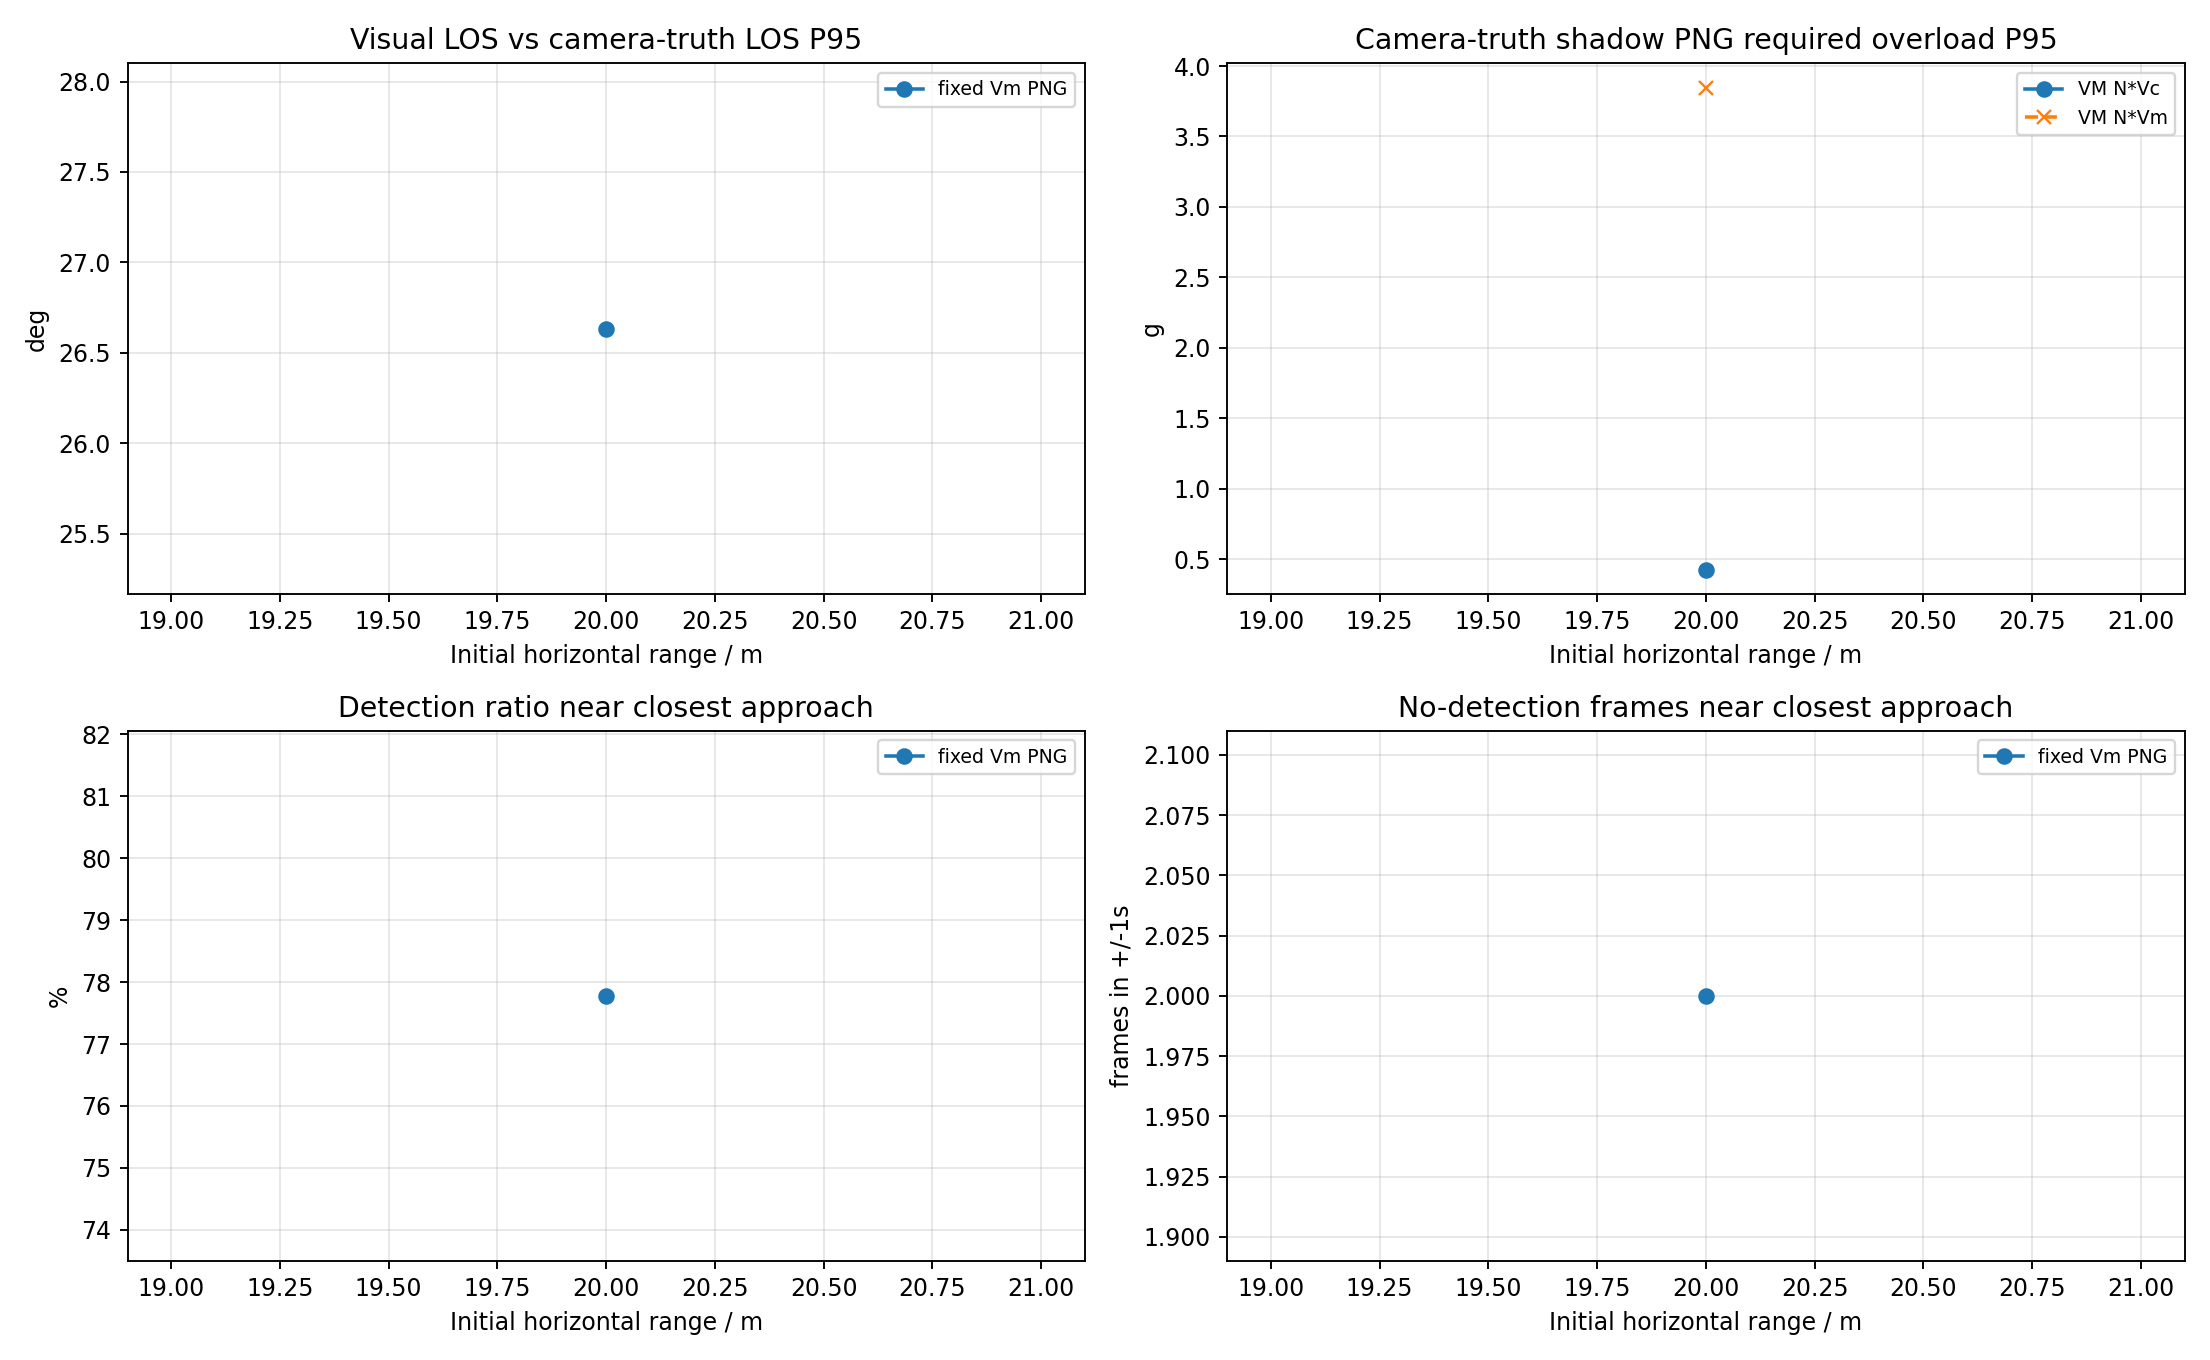 Visual LOS vs camera-truth LOS P95
fixed Vm PNG
28.0
27.5
27.0
26.5
26.0
25.5
deg
19.00 19.25 19.50 19.75 20.00 20.25 20.50 20.75 21.00
Initial horizontal range / m
Camera-truth shadow PNG required overload P95
VM N*Vc
VM N*Vm
4.0
3.5
3.0
2.5
2.0
1.5
1.0
0.5
g
19.00 19.25 19.50 19.75 20.00 20.25 20.50 20.75 21.00
Initial horizontal range / m
Detection ratio near closest approach
fixed Vm PNG
82
81
80
79
78
77
76
75
74
%
19.00 19.25 19.50 19.75 20.00 20.25 20.50 20.75 21.00
Initial horizontal range / m
No-detection frames near closest approach
fixed Vm PNG
2.100
2.075
2.050
2.025
2.000
1.975
1.950
1.925
1.900
frames in +/-1s
19.00 19.25 19.50 19.75 20.00 20.25 20.50 20.75 21.00
Initial horizontal range / m